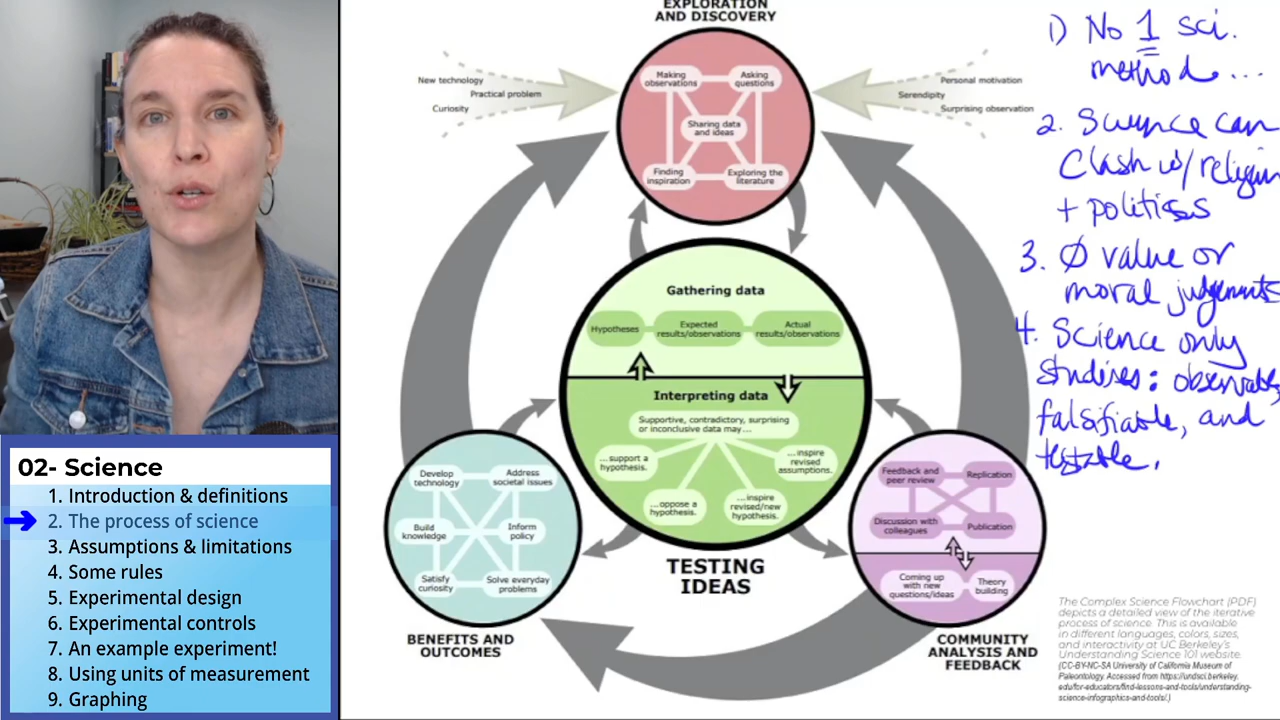 EXPLORATION
AND DISCOVERY
New technology
Practical problem
Curiosity
Personal motivation
Serendipity
Surprising observation
Making
observations
Asking
questions
Sharing data
and ideas
Finding
inspiration
Exploring the
literature
Gathering data
Hypotheses
Expected
results/observations
Actual
results/observations
Interpreting data
Supportive, contradictory, surprising
or inconclusive data may...
...support a
hypothesis.
...oppose a
hypothesis.
...inspire
revised/new
hypothesis.
...inspire
revised
assumptions.
TESTING
IDEAS
Develop
technology
Address
societal issues
Build
knowledge
Inform
policy
Satisfy
curiosity
Solve everyday
problems
BENEFITS AND
OUTCOMES
Feedback and
peer review
Replication
Discussion with
colleagues
Publication
Coming up
with new
questions/ideas
Theory
building
COMMUNITY
ANALYSIS AND
FEEDBACK
1) No 1 sci.
method...
2. Science can
clash w/ religion
+ politics
3. Ø value or
moral judgements
4. Science only
studies: observable,
falsifiable, and
testable.
The Complex Science Flowchart (PDF)
depicts a detailed view of the iterative
process of science. This is available
in different languages, colors, sizes,
and interactivity at UC Berkeley's
Understanding Science 101 website.
(CC-BY-NC-SA University of California Museum of
Paleontology. Accessed from https://undsci.berkeley.
edu/for-educators/find-lessons-and-tools/understanding-
science-infographics-and-tools/.)
02- Science
1. Introduction & definitions
2. The process of science
3. Assumptions & limitations
4. Some rules
5. Experimental design
6. Experimental controls
7. An example experiment!
8. Using units of measurement
9. Graphing